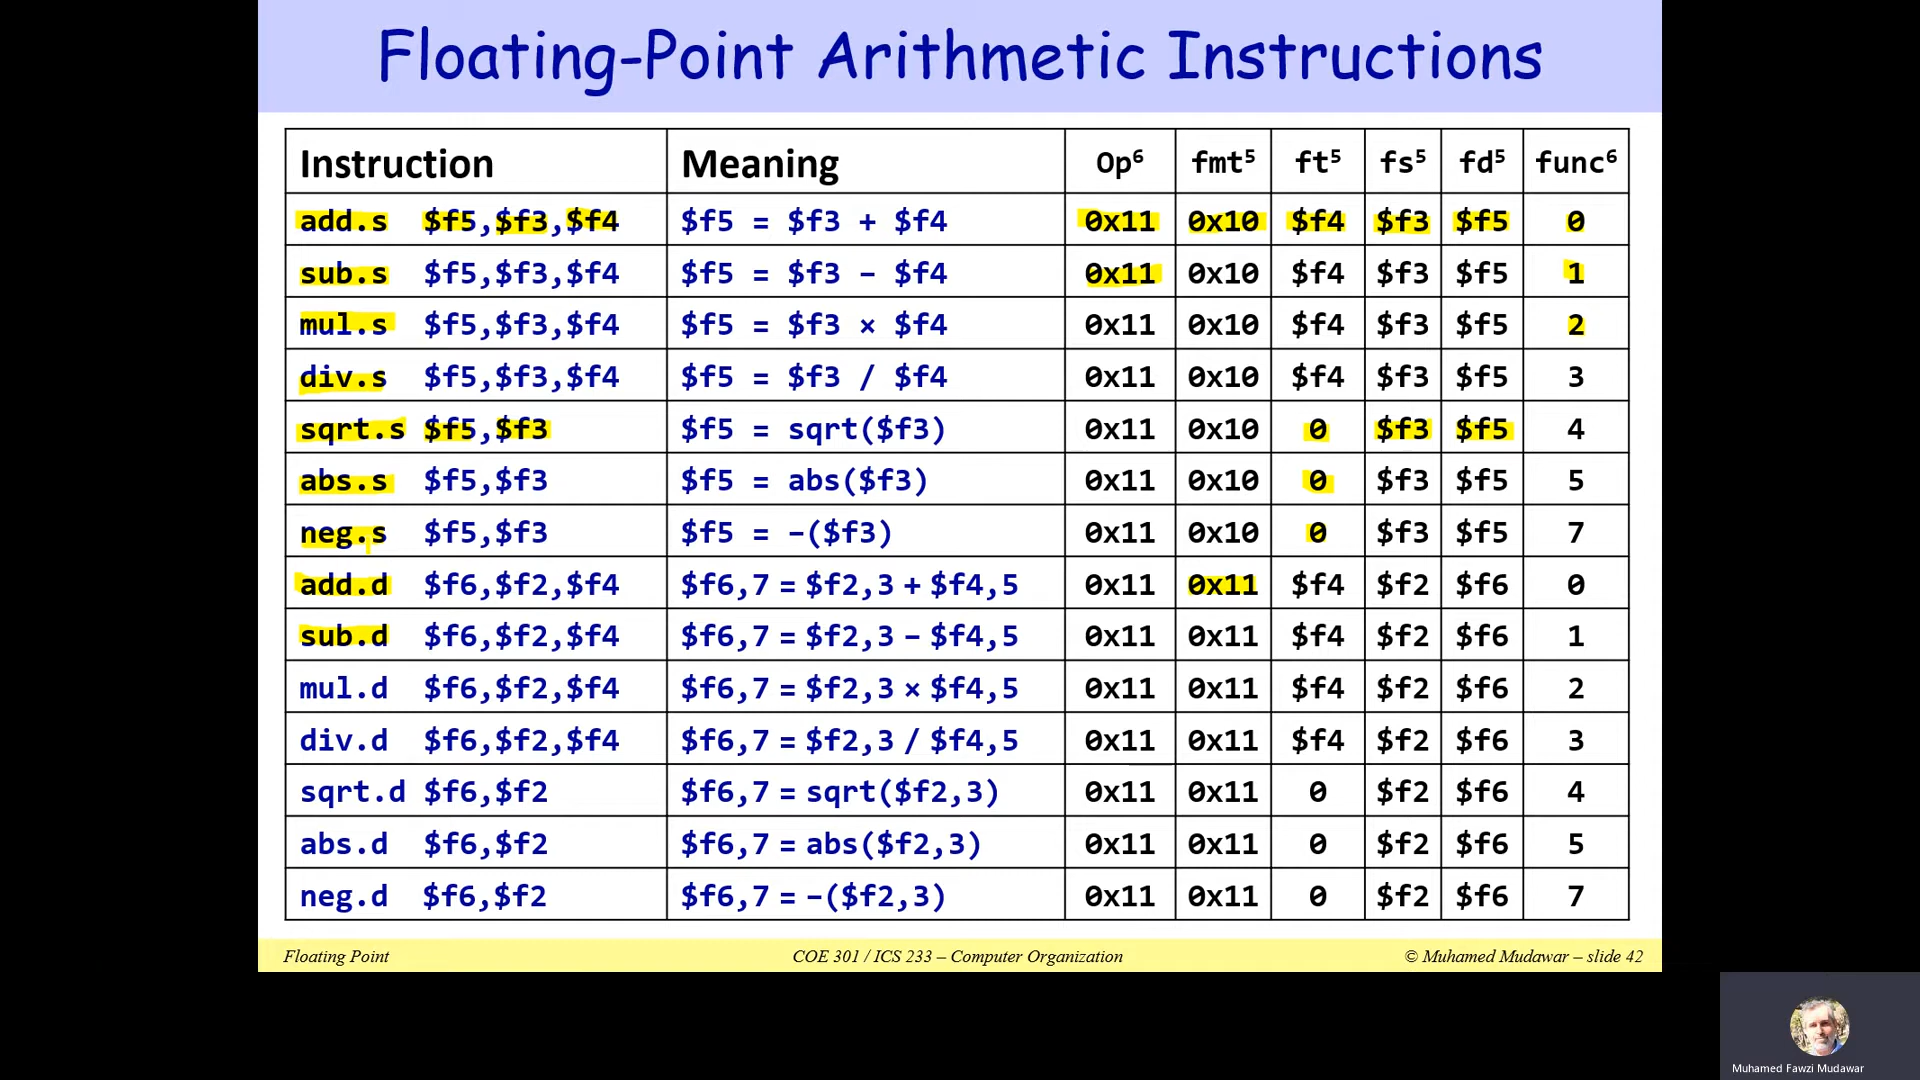 Floating-Point Arithmetic Instructions
Instruction Meaning Op⁶ fmt⁵ ft⁵ fs⁵ fd⁵ func⁶
add.s $f5,$f3,$f4 $f5 = $f3 + $f4 0x11 0x10 $f4 $f3 $f5 0
sub.s $f5,$f3,$f4 $f5 = $f3 – $f4 0x11 0x10 $f4 $f3 $f5 1
mul.s $f5,$f3,$f4 $f5 = $f3 × $f4 0x11 0x10 $f4 $f3 $f5 2
div.s $f5,$f3,$f4 $f5 = $f3 / $f4 0x11 0x10 $f4 $f3 $f5 3
sqrt.s $f5,$f3 $f5 = sqrt($f3) 0x11 0x10 0 $f3 $f5 4
abs.s $f5,$f3 $f5 = abs($f3) 0x11 0x10 0 $f3 $f5 5
neg.s $f5,$f3 $f5 = –($f3) 0x11 0x10 0 $f3 $f5 7
add.d $f6,$f2,$f4 $f6,7 = $f2,3 + $f4,5 0x11 0x11 $f4 $f2 $f6 0
sub.d $f6,$f2,$f4 $f6,7 = $f2,3 – $f4,5 0x11 0x11 $f4 $f2 $f6 1
mul.d $f6,$f2,$f4 $f6,7 = $f2,3 × $f4,5 0x11 0x11 $f4 $f2 $f6 2
div.d $f6,$f2,$f4 $f6,7 = $f2,3 / $f4,5 0x11 0x11 $f4 $f2 $f6 3
sqrt.d $f6,$f2 $f6,7 = sqrt($f2,3) 0x11 0x11 0 $f2 $f6 4
abs.d $f6,$f2 $f6,7 = abs($f2,3) 0x11 0x11 0 $f2 $f6 5
neg.d $f6,$f2 $f6,7 = –($f2,3) 0x11 0x11 0 $f2 $f6 7
Floating Point COE 301 / ICS 233 – Computer Organization © Muhamed Mudawar – slide 42
Muhamed Fawzi Mudawar